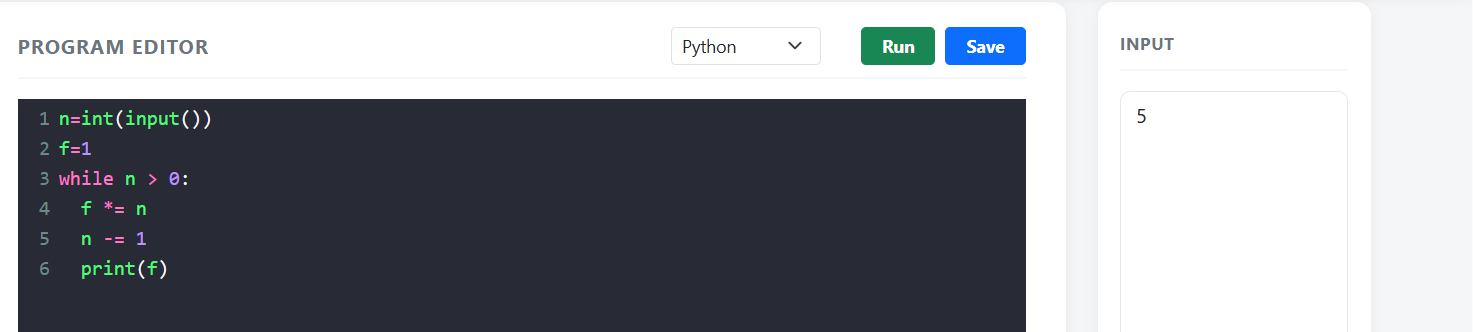 PROGRAM EDITOR
Python
Run
Save
1 n=int(input())
2 f=1
3 while n > 0:
4   f *= n
5   n -= 1
6   print(f)
INPUT
5